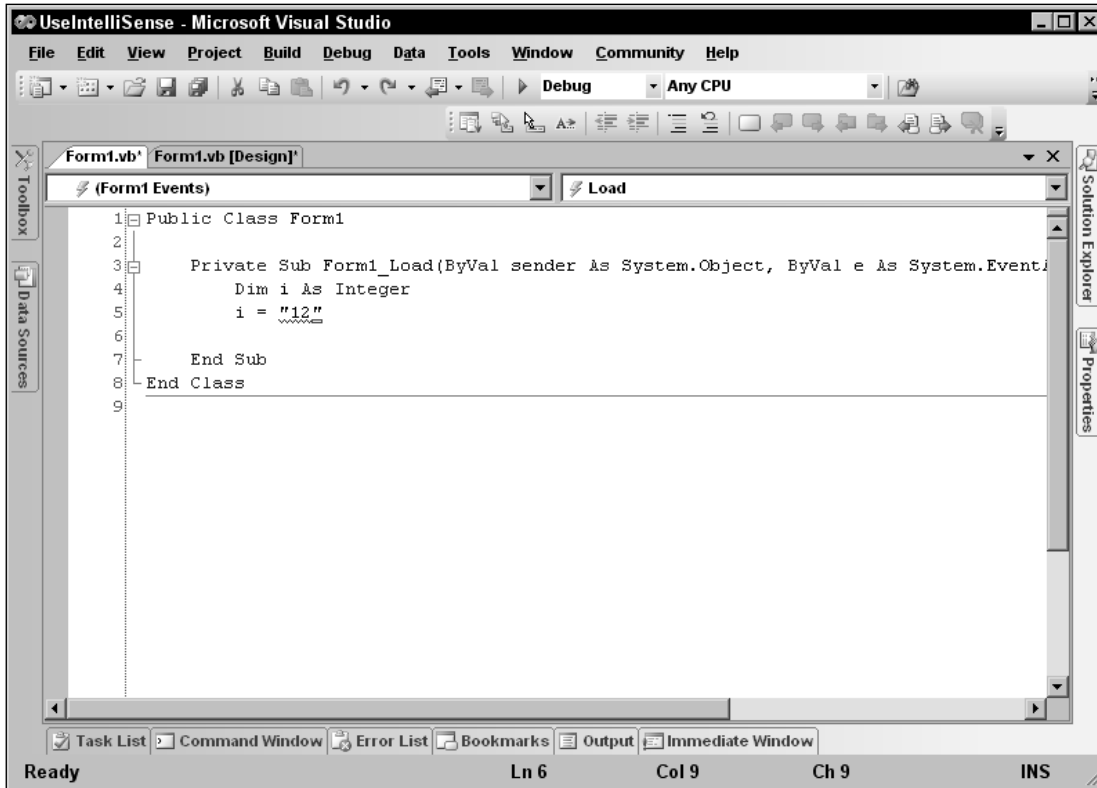 UseIntelliSense - Microsoft Visual Studio
File Edit View Project Build Debug Data Tools Window Community Help
Debug Any CPU
Form1.vb* Form1.vb [Design]*
(Form1 Events) Load
Toolbox
Data Sources
Solution Explorer
Properties
1 Public Class Form1
2
3 Private Sub Form1_Load(ByVal sender As System.Object, ByVal e As System.Event
4 Dim i As Integer
5 i = "12"
6
7 End Sub
8 End Class
9
Task List Command Window Error List Bookmarks Output Immediate Window
Ready Ln 6 Col 9 Ch 9 INS